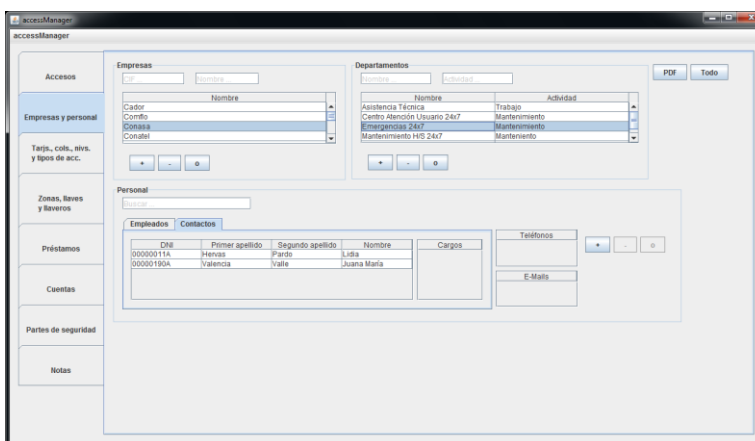 accessManager
accessManager
Accesos
Empresas y personal
Tarjs., cols., nivs.
y tipos de acc.
Zonas, llaves
y llaveros
Préstamos
Cuentas
Partes de seguridad
Notas
Empresas
CIF... Nombre...
Nombre
Cador
Comflo
Conasa
Conatel
+ - o
Departamentos
Nombre... Actividad...
Nombre Actividad
Asistencia Técnica Trabajo
Centro Atención Usuario 24x7 Mantenimiento
Emergencias 24x7 Mantenimiento
Mantenimiento H/S 24x7 Manteniento
+ - o
PDF Todo
Personal
Buscar...
Empleados Contactos
DNI Primer apellido Segundo apellido Nombre
00000011A Hervas Pardo Lidia
00000190A Valencia Valle Juana María
Cargos
Teléfonos
E-Mails
+ - o